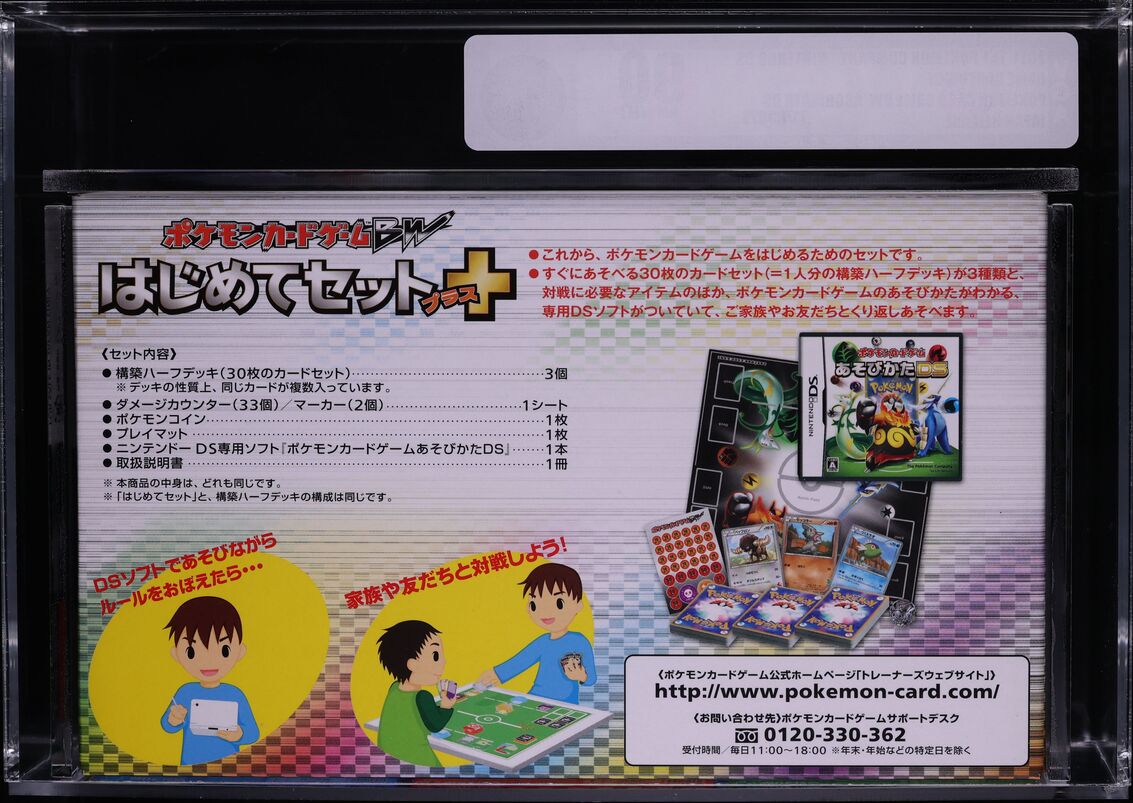 ポケモンカードゲームBW
はじめてセットプラス+
●これから、ポケモンカードゲームをはじめるためのセットです。
●すぐにあそべる30枚のカードセット(=1人分の構築ハーフデッキ)が3種類と、
対戦に必要なアイテムのほか、ポケモンカードゲームのあそびかたがわかる、
専用DSソフトがついていて、ご家族やお友だちとくり返しあそべます。
《セット内容》
●構築ハーフデッキ(30枚のカードセット)……………………3個
※デッキの性質上、同じカードが複数入っています。
●ダメージカウンター(33個)/マーカー(2個)……………1シート
●ポケモンコイン……………………1枚
●プレイマット……………………1枚
●ニンテンドーDS専用ソフト『ポケモンカードゲームあそびかたDS』……1本
●取扱説明書……………………1冊
※本商品の中身は、どれも同じです。
※「はじめてセット」と、構築ハーフデッキの構成は同じです。
NINTENDO DS
ポケモンカードゲーム
あそびかたDS
POKéMON
A
The Pokémon Company
DSソフトであそびながら
ルールをおぼえたら…
家族や友だちと対戦しよう!
POKéMON
POKéMON
POKéMON
《ポケモンカードゲーム公式ホームページ「トレーナーズウェブサイト」》
http://www.pokemon-card.com/
《お問い合わせ先》ポケモンカードゲームサポートデスク
0120-330-362
受付時間/毎日11:00~18:00 ※年末・年始などの特定日を除く